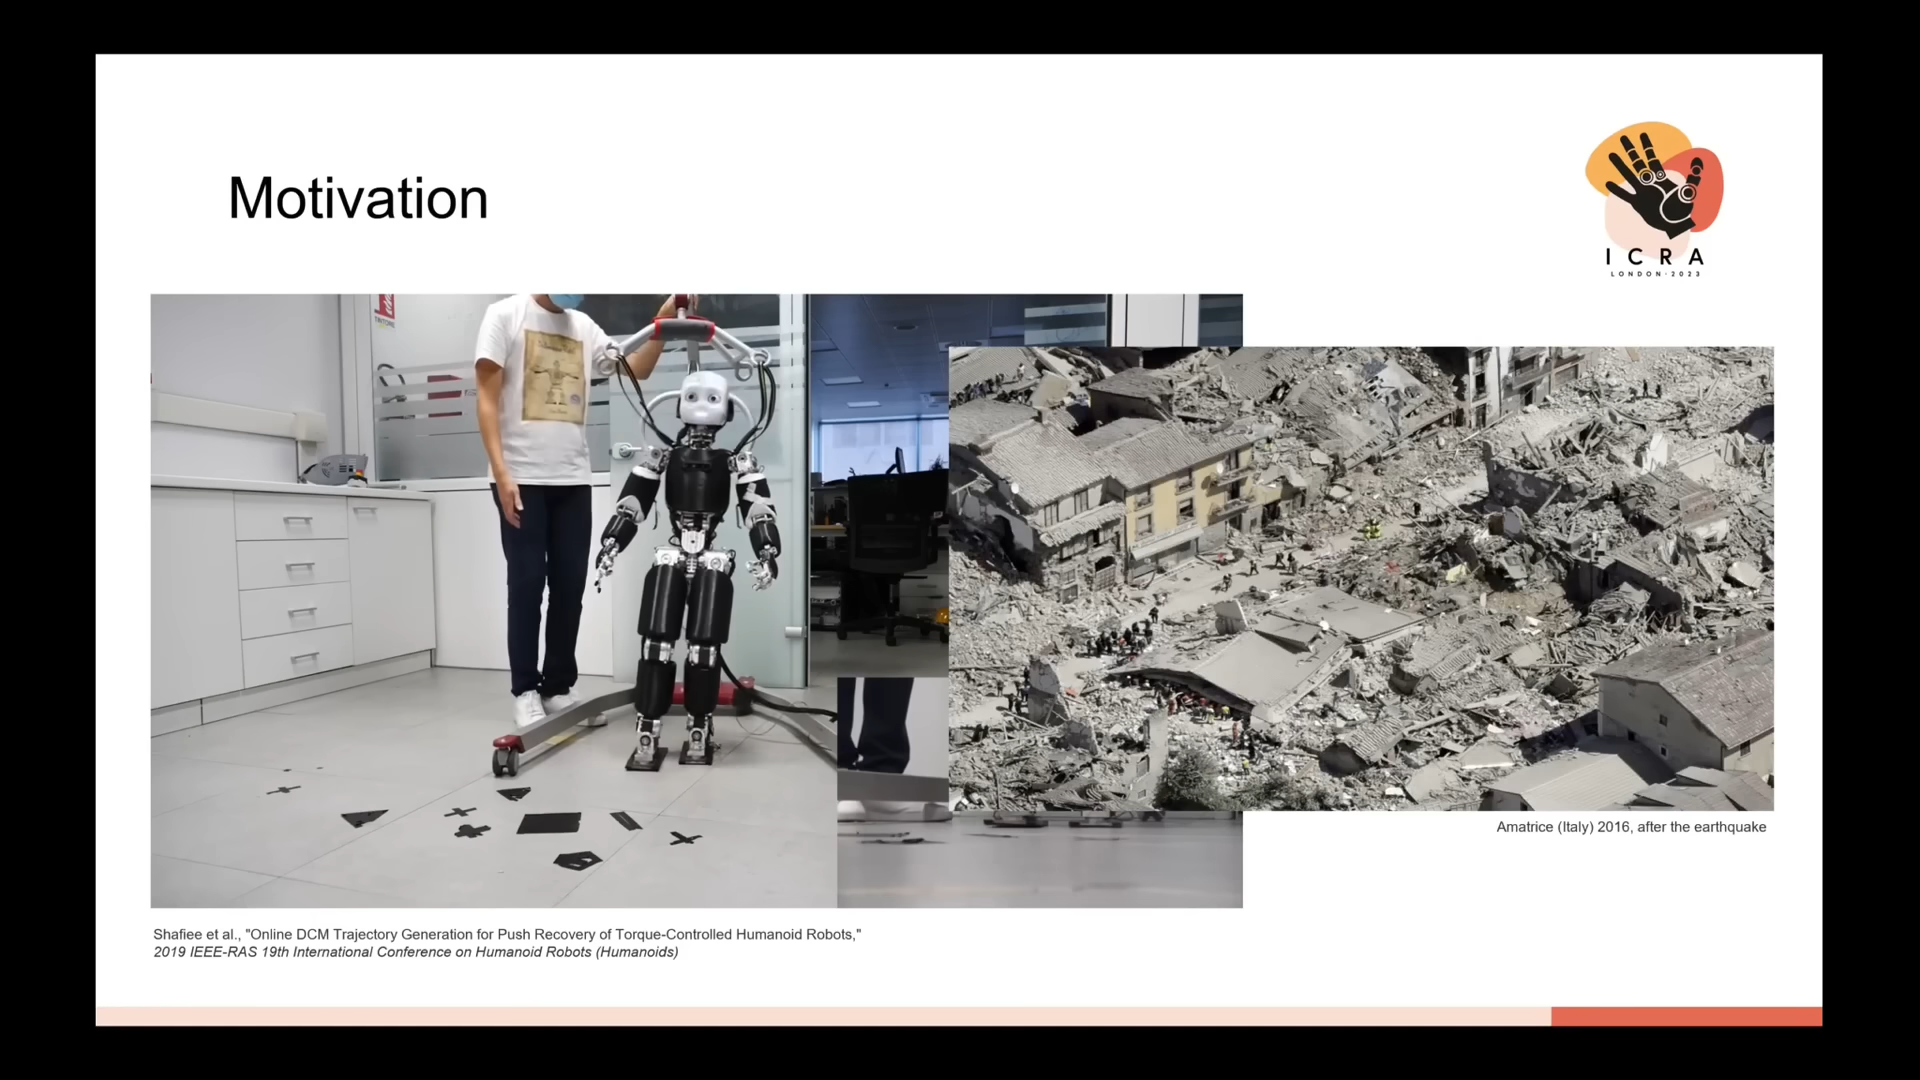 Motivation
I C R A
LONDON·2023
Amatrice (Italy) 2016, after the earthquake
Shafiee et al., "Online DCM Trajectory Generation for Push Recovery of Torque-Controlled Humanoid Robots,"
2019 IEEE-RAS 19th International Conference on Humanoid Robots (Humanoids)